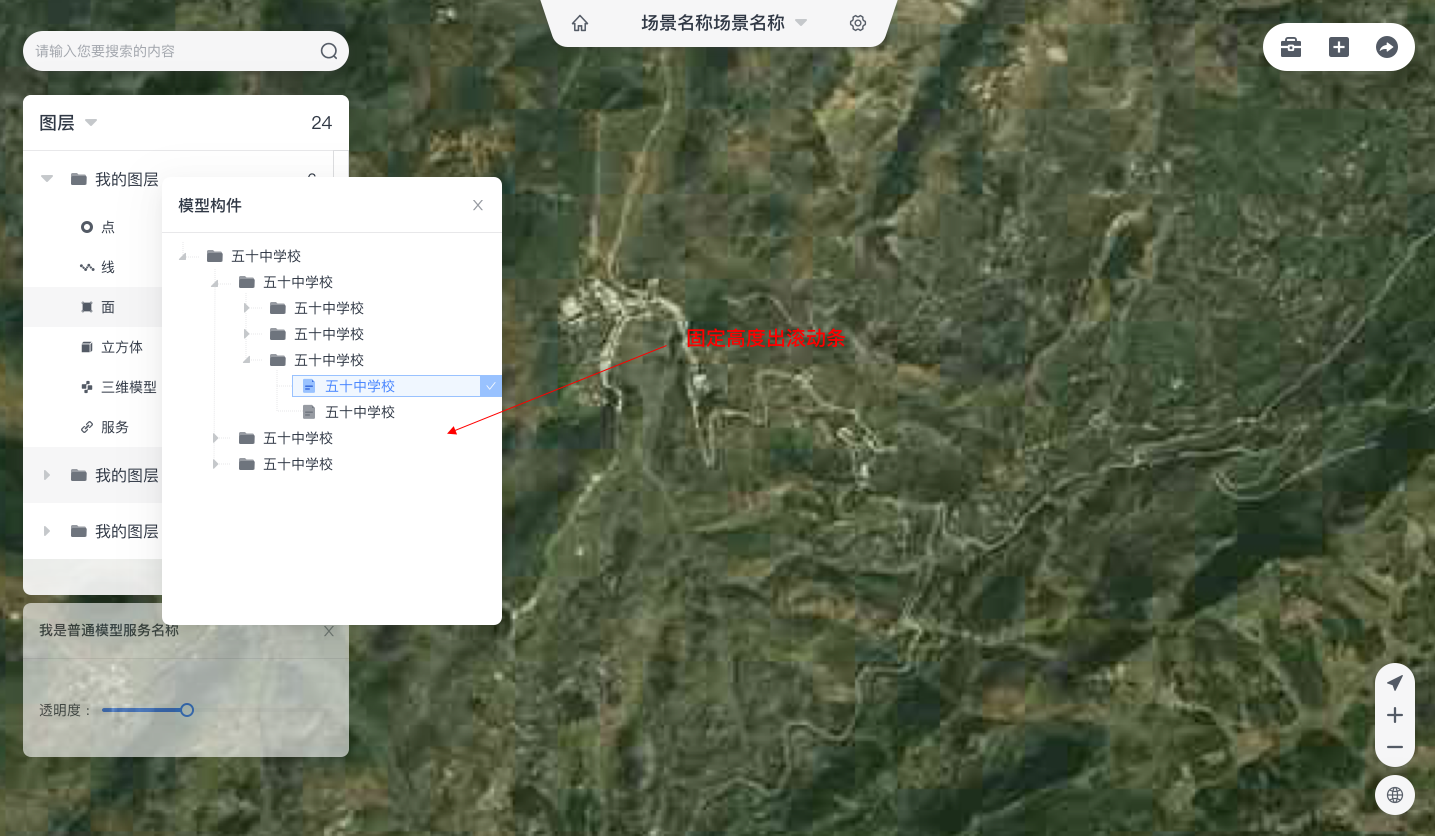 场景名称场景名称
请输入您要搜索的内容
图层
24
我的图层
点
线
面
立方体
三维模型
服务
我的图层
我的图层
模型构件
五十中学校
五十中学校
五十中学校
五十中学校
五十中学校
五十中学校
五十中学校
五十中学校
五十中学校
固定高度出滚动条
我是普通模型服务名称
透明度：